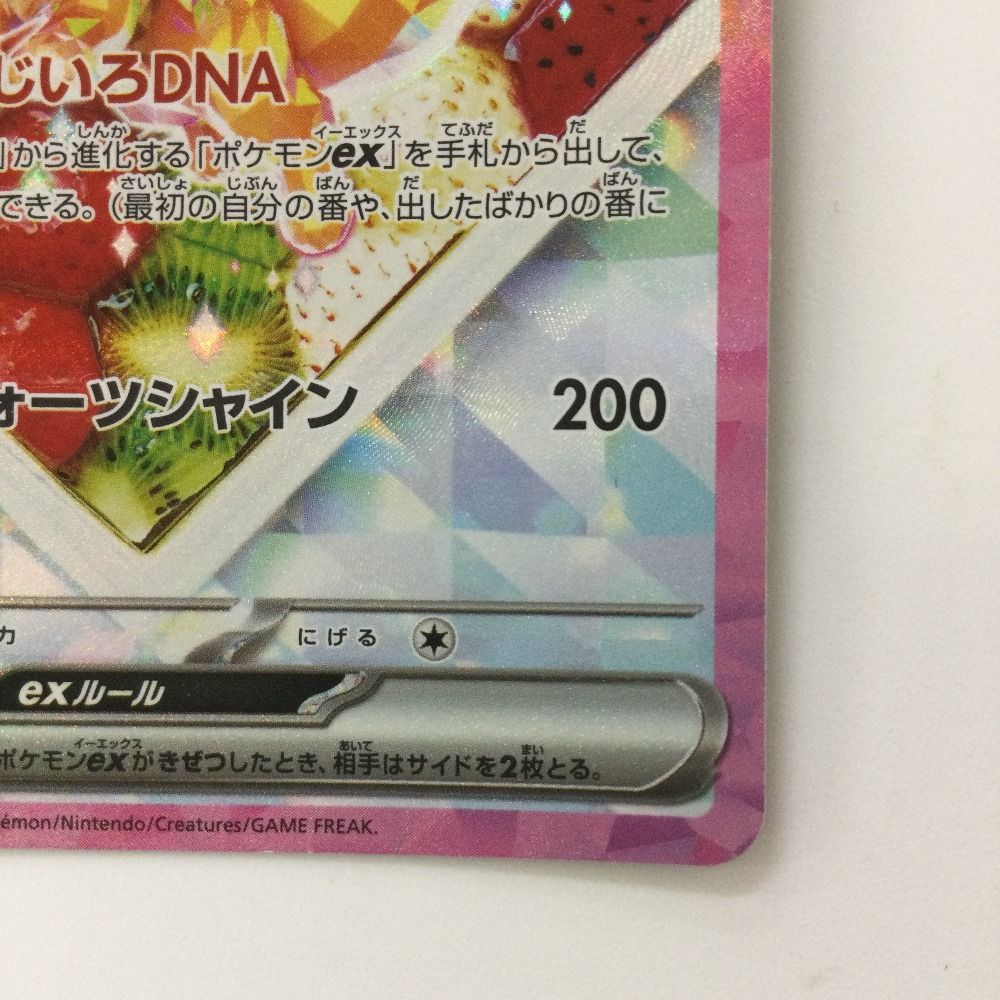 じいろDNA
」から進化する「ポケモンex」を手札から出して、
できる。(最初の自分の番や、出したばかりの番に
ォーツシャイン 200
力 にげる
exルール
ポケモンexがきぜつしたとき、相手はサイドを2枚とる。
émon/Nintendo/Creatures/GAME FREAK.